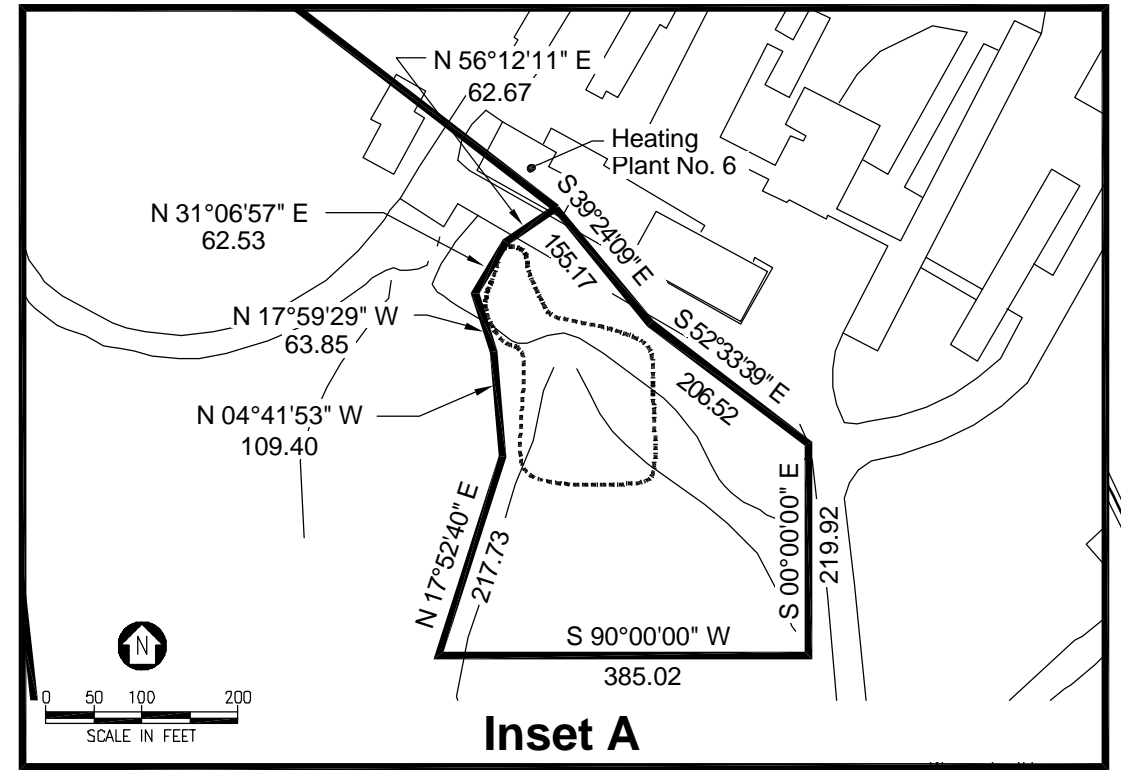 N 56°12'11" E
62.67
Heating
Plant No. 6
S 39°24'09" E
155.17
N 31°06'57" E
62.53
N 17°59'29" W
63.85
S 52°33'39" E
206.52
N 04°41'53" W
109.40
N 17°52'40" E
217.73
S 00°00'00" E
219.92
S 90°00'00" W
385.02
N
0 50 100 200
SCALE IN FEET
Inset A